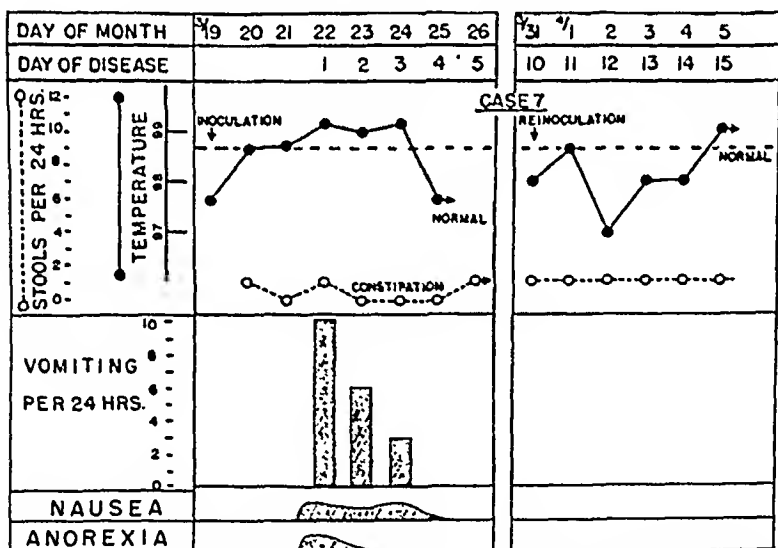 DAY OF MONTH 3/19 20 21 22 23 24 25 26 3/31 4/1 2 3 4 5
DAY OF DISEASE 1 2 3 4 5 10 11 12 13 14 15
CASE 7
STOOLS PER 24 HRS.
12
10
8
6
4
2
0
TEMPERATURE
99
98
97
INOCULATION
NORMAL
CONSTIPATION
REINOCULATION
NORMAL
VOMITING
PER 24 HRS.
10
8
6
4
2
0
NAUSEA
ANOREXIA